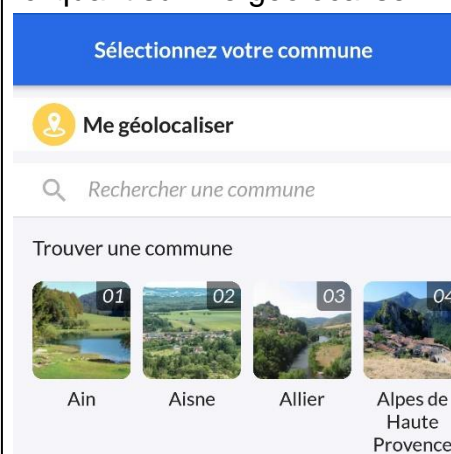 Sélectionnez votre commune
Me géolocaliser
Rechercher une commune
Trouver une commune
01 02 03 04
Ain Aisne Allier Alpes de
Haute
Provence